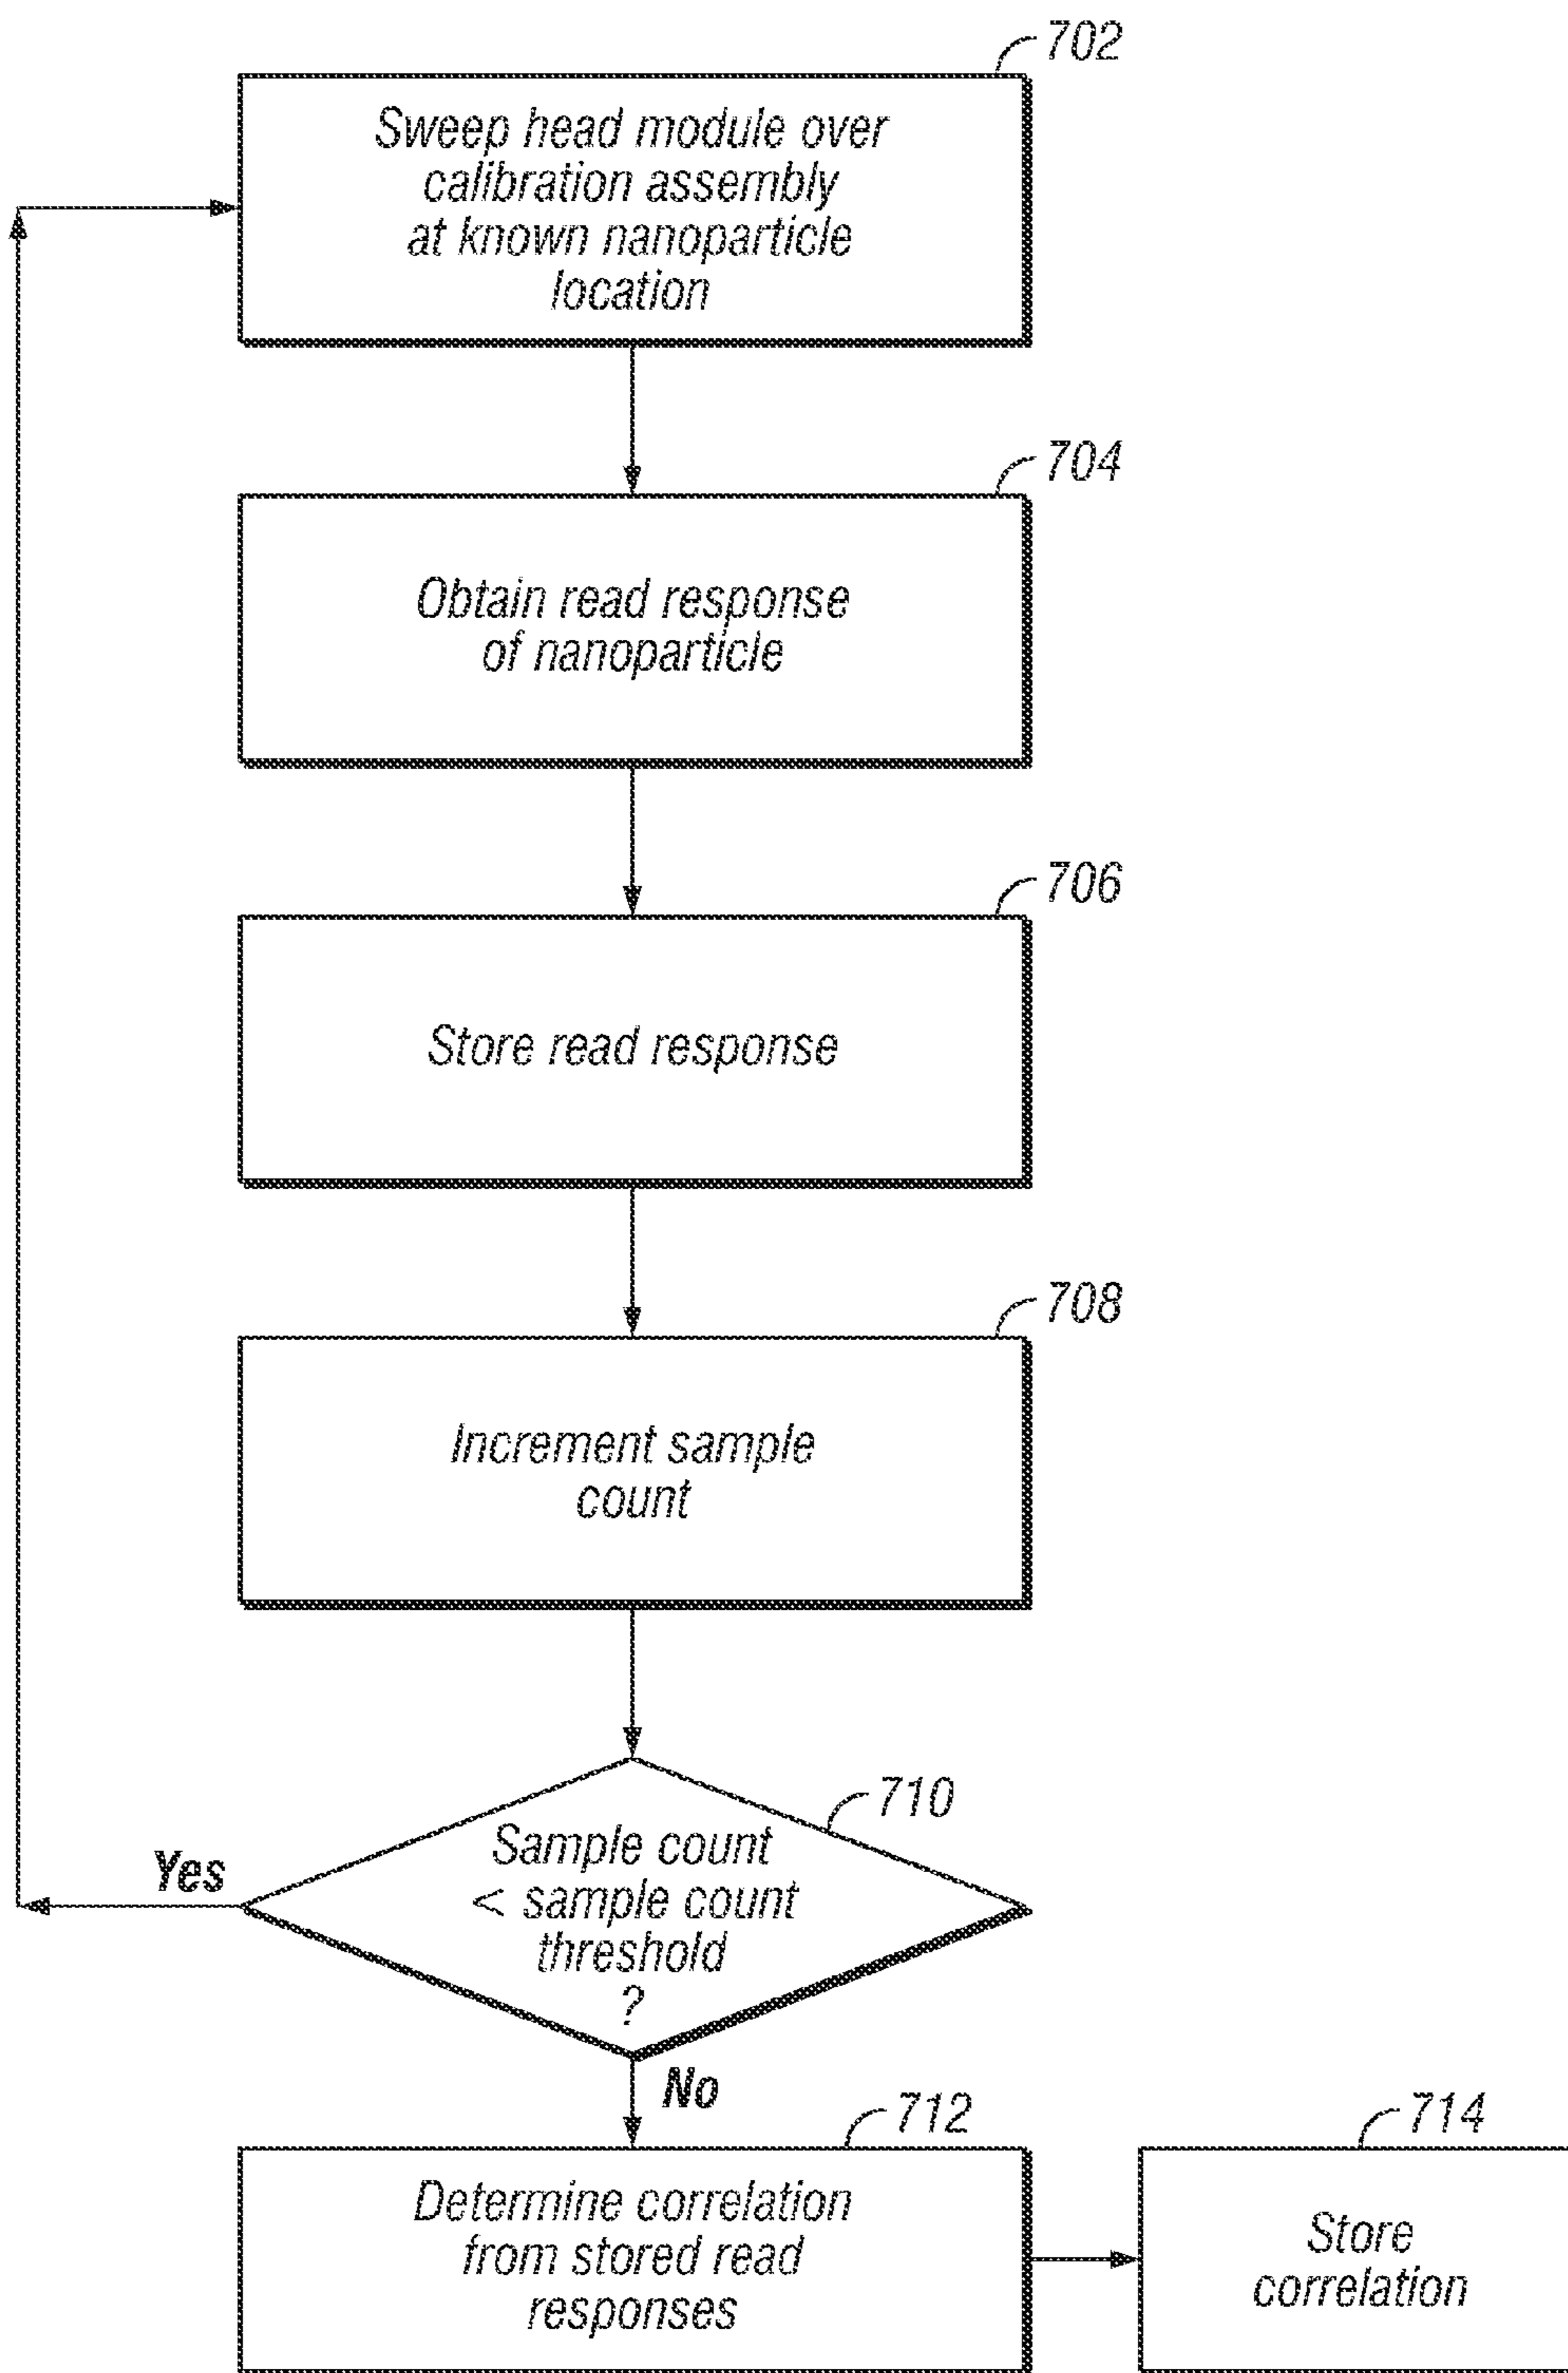 702
Sweep head module over
calibration assembly
at known nanoparticle
location
704
Obtain read response
of nanoparticle
706
Store read response
708
Increment sample
count
710
Sample count
< sample count
threshold
?
Yes
No
712
Determine correlation
from stored read
responses
714
Store
correlation